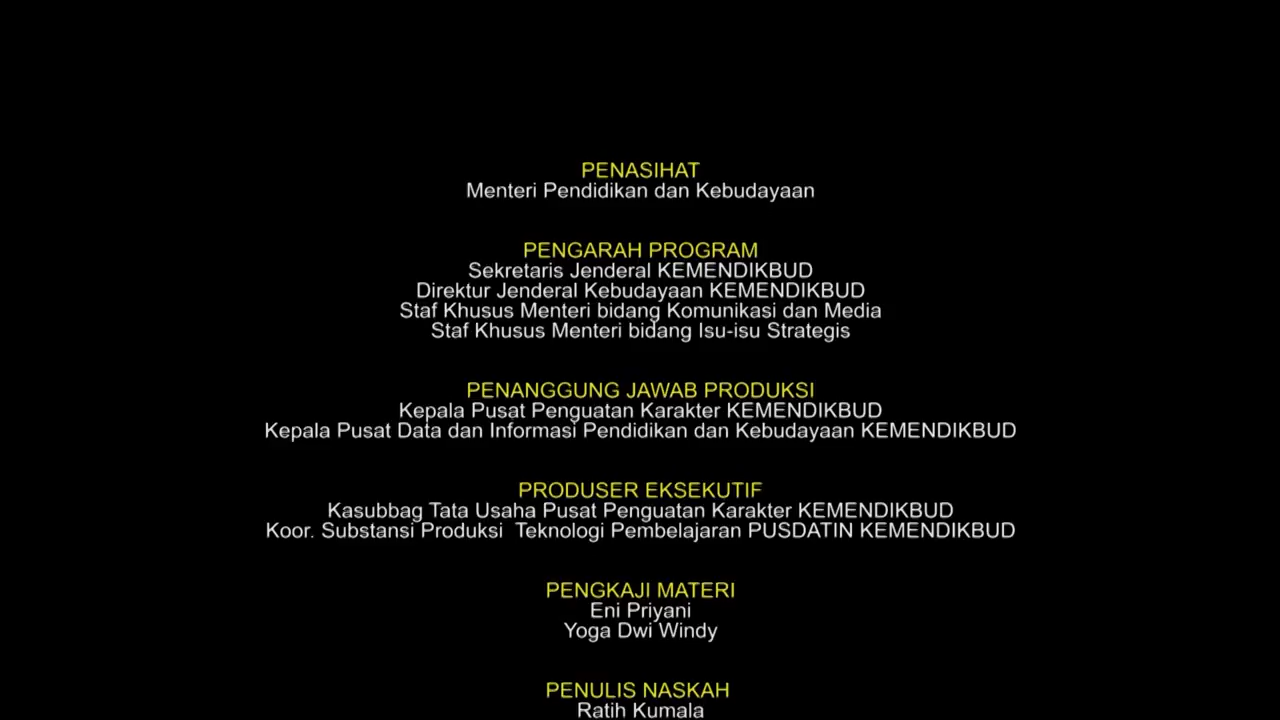 PENASIHAT
Menteri Pendidikan dan Kebudayaan
PENGARAH PROGRAM
Sekretaris Jenderal KEMENDIKBUD
Direktur Jenderal Kebudayaan KEMENDIKBUD
Staf Khusus Menteri bidang Komunikasi dan Media
Staf Khusus Menteri bidang Isu-isu Strategis
PENANGGUNG JAWAB PRODUKSI
Kepala Pusat Penguatan Karakter KEMENDIKBUD
Kepala Pusat Data dan Informasi Pendidikan dan Kebudayaan KEMENDIKBUD
PRODUSER EKSEKUTIF
Kasubbag Tata Usaha Pusat Penguatan Karakter KEMENDIKBUD
Koor. Substansi Produksi  Teknologi Pembelajaran PUSDATIN KEMENDIKBUD
PENGKAJI MATERI
Eni Priyani
Yoga Dwi Windy
PENULIS NASKAH
Ratih Kumala